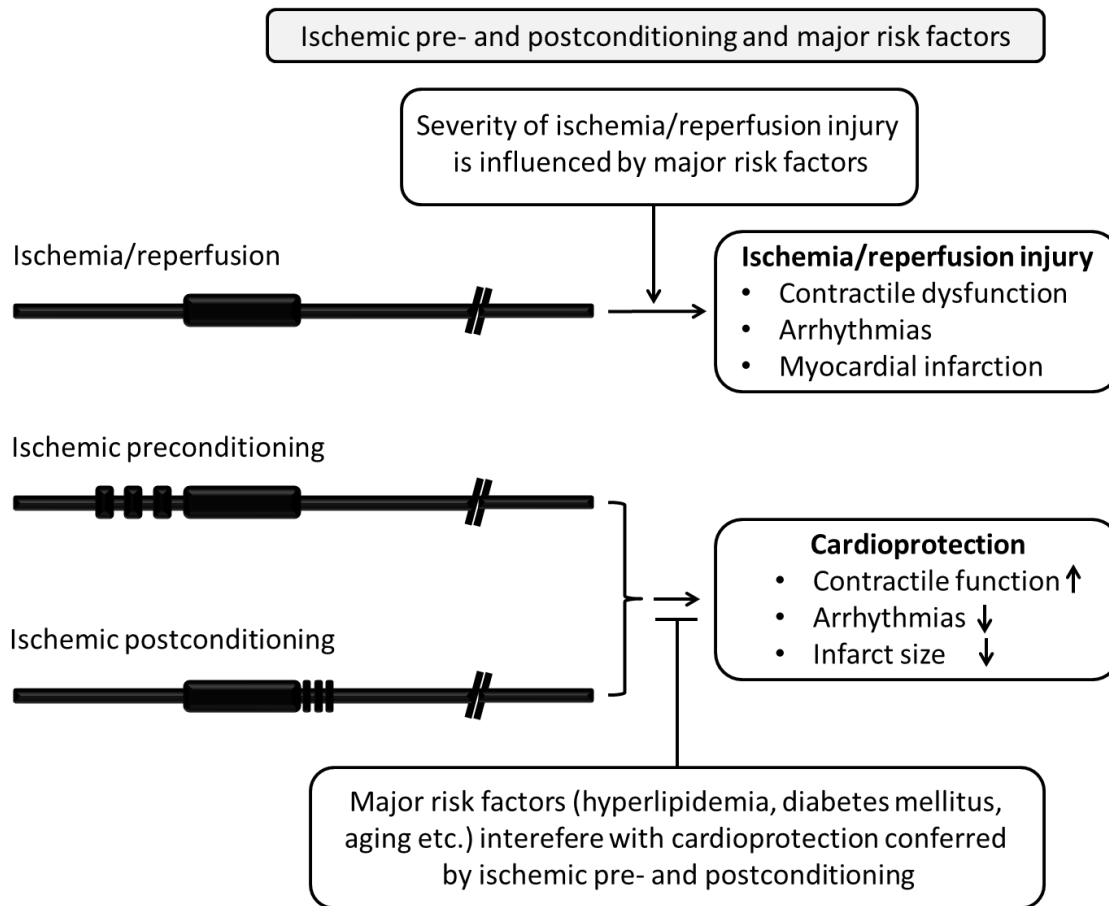 Ischemic pre- and postconditioning and major risk factors
Severity of ischemia/reperfusion injury
is influenced by major risk factors
Ischemia/reperfusion
Ischemia/reperfusion injury
• Contractile dysfunction
• Arrhythmias
• Myocardial infarction
Ischemic preconditioning
Cardioprotection
• Contractile function ↑
• Arrhythmias ↓
• Infarct size ↓
Ischemic postconditioning
Major risk factors (hyperlipidemia, diabetes mellitus,
aging etc.) interefere with cardioprotection conferred
by ischemic pre- and postconditioning